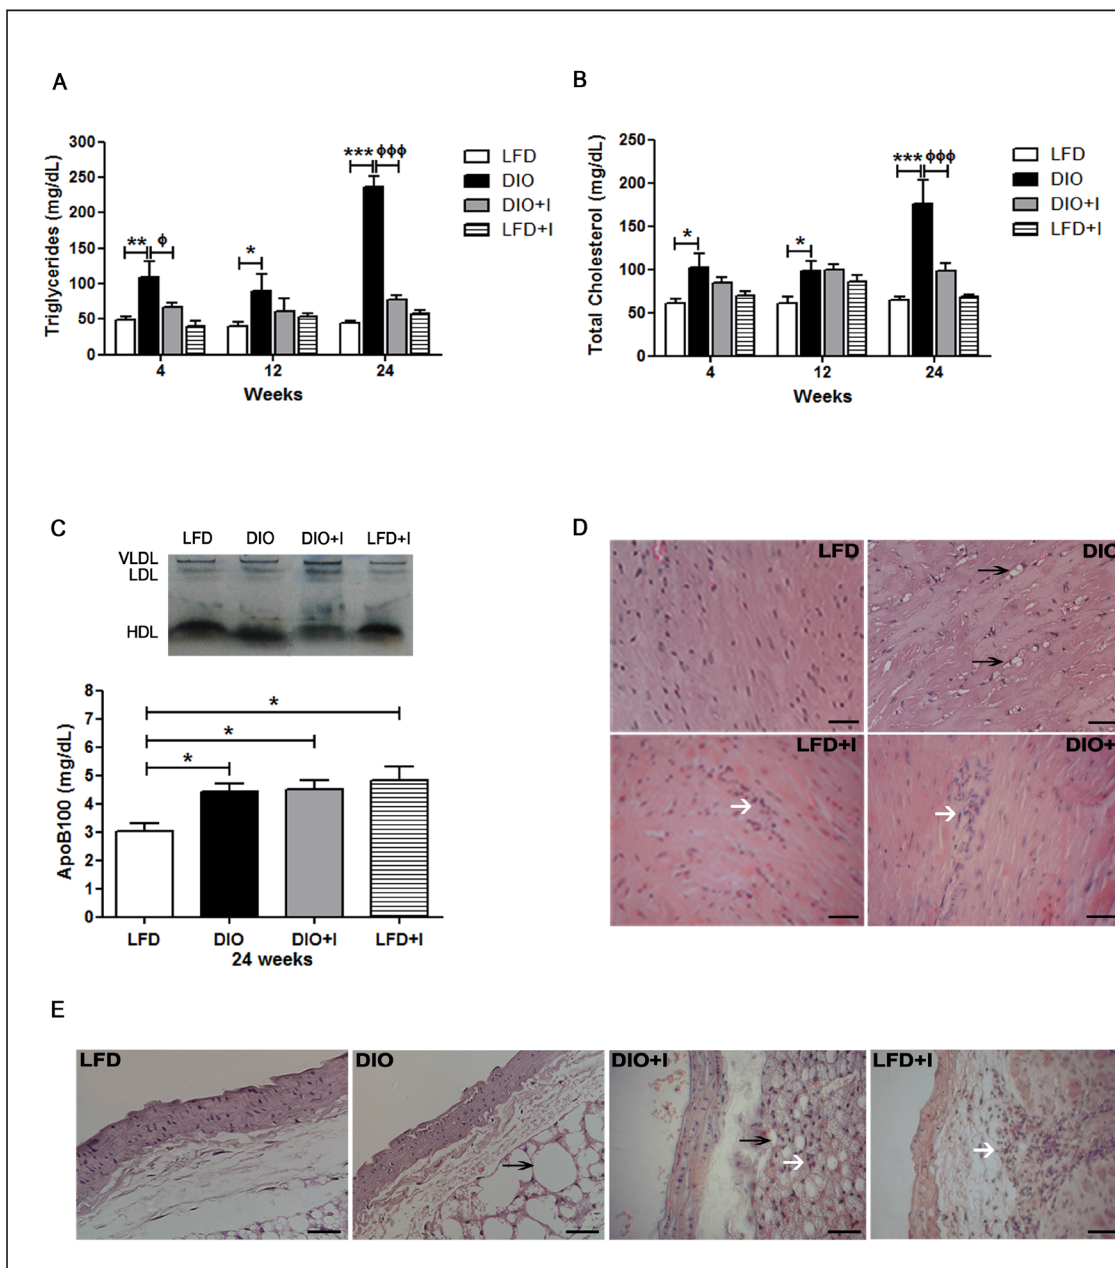 A
Triglycerides (mg/dL)
300
250
200
150
100
50
0
** ϕ
*
*** ϕϕϕ
4 12 24
Weeks
LFD
DIO
DIO+I
LFD+I
B
Total Cholesterol (mg/dL)
250
200
150
100
50
0
*
*
*** ϕϕϕ
4 12 24
Weeks
LFD
DIO
DIO+I
LFD+I
C
LFD DIO DIO+I LFD+I
VLDL
LDL
HDL
ApoB100 (mg/dL)
8
7
6
5
4
3
2
1
0
*
*
*
LFD DIO DIO+I LFD+I
24 weeks
D
LFD DIO
LFD+I DIO+
E
LFD DIO DIO+I LFD+I